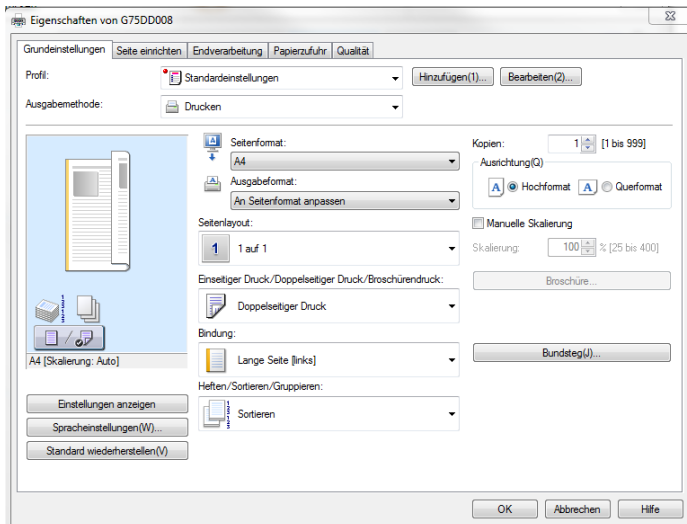 Eigenschaften von G75DD008
Grundeinstellungen Seite einrichten Endverarbeitung Papierzufuhr Qualität
Profil: Standardeinstellungen Hinzufügen(1)... Bearbeiten(2)...
Ausgabemethode: Drucken
Seitenformat:
A4
Ausgabeformat:
An Seitenformat anpassen
Seitenlayout:
1 1 auf 1
Einseitiger Druck/Doppelseitiger Druck/Broschürendruck:
Doppelseitiger Druck
Bindung:
Lange Seite [links]
Heften/Sortieren/Gruppieren:
Sortieren
Kopien: 1 [1 bis 999]
Ausrichtung(Q)
A Hochformat A Querformat
Manuelle Skalierung
Skalierung: 100 % [25 bis 400]
Broschüre...
Bundsteg(J)...
A4 [Skalierung: Auto]
Einstellungen anzeigen
Spracheinstellungen(W)...
Standard wiederherstellen(V)
OK Abbrechen Hilfe